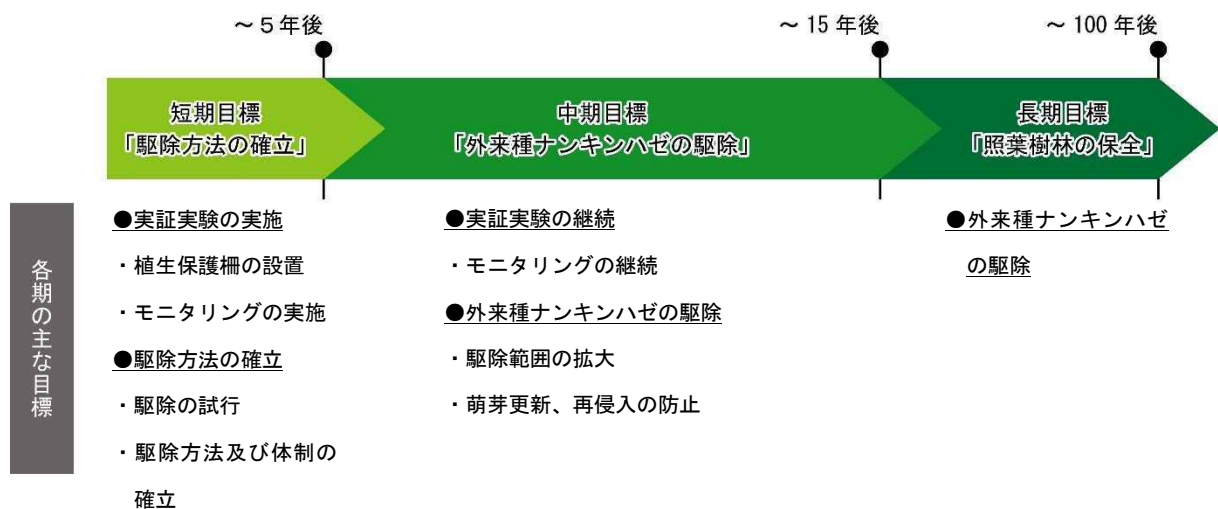 ～５年後
～ 15 年後
～ 100 年後
短期目標
「駆除方法の確立」
中期目標
「外来種ナンキンハゼの駆除」
長期目標
「照葉樹林の保全」
各期の主な目標
●実証実験の実施
・植生保護柵の設置
・モニタリングの実施
●駆除方法の確立
・駆除の試行
・駆除方法及び体制の
確立
●実証実験の継続
・モニタリングの継続
●外来種ナンキンハゼの駆除
・駆除範囲の拡大
・萌芽更新、再侵入の防止
●外来種ナンキンハゼ
の駆除